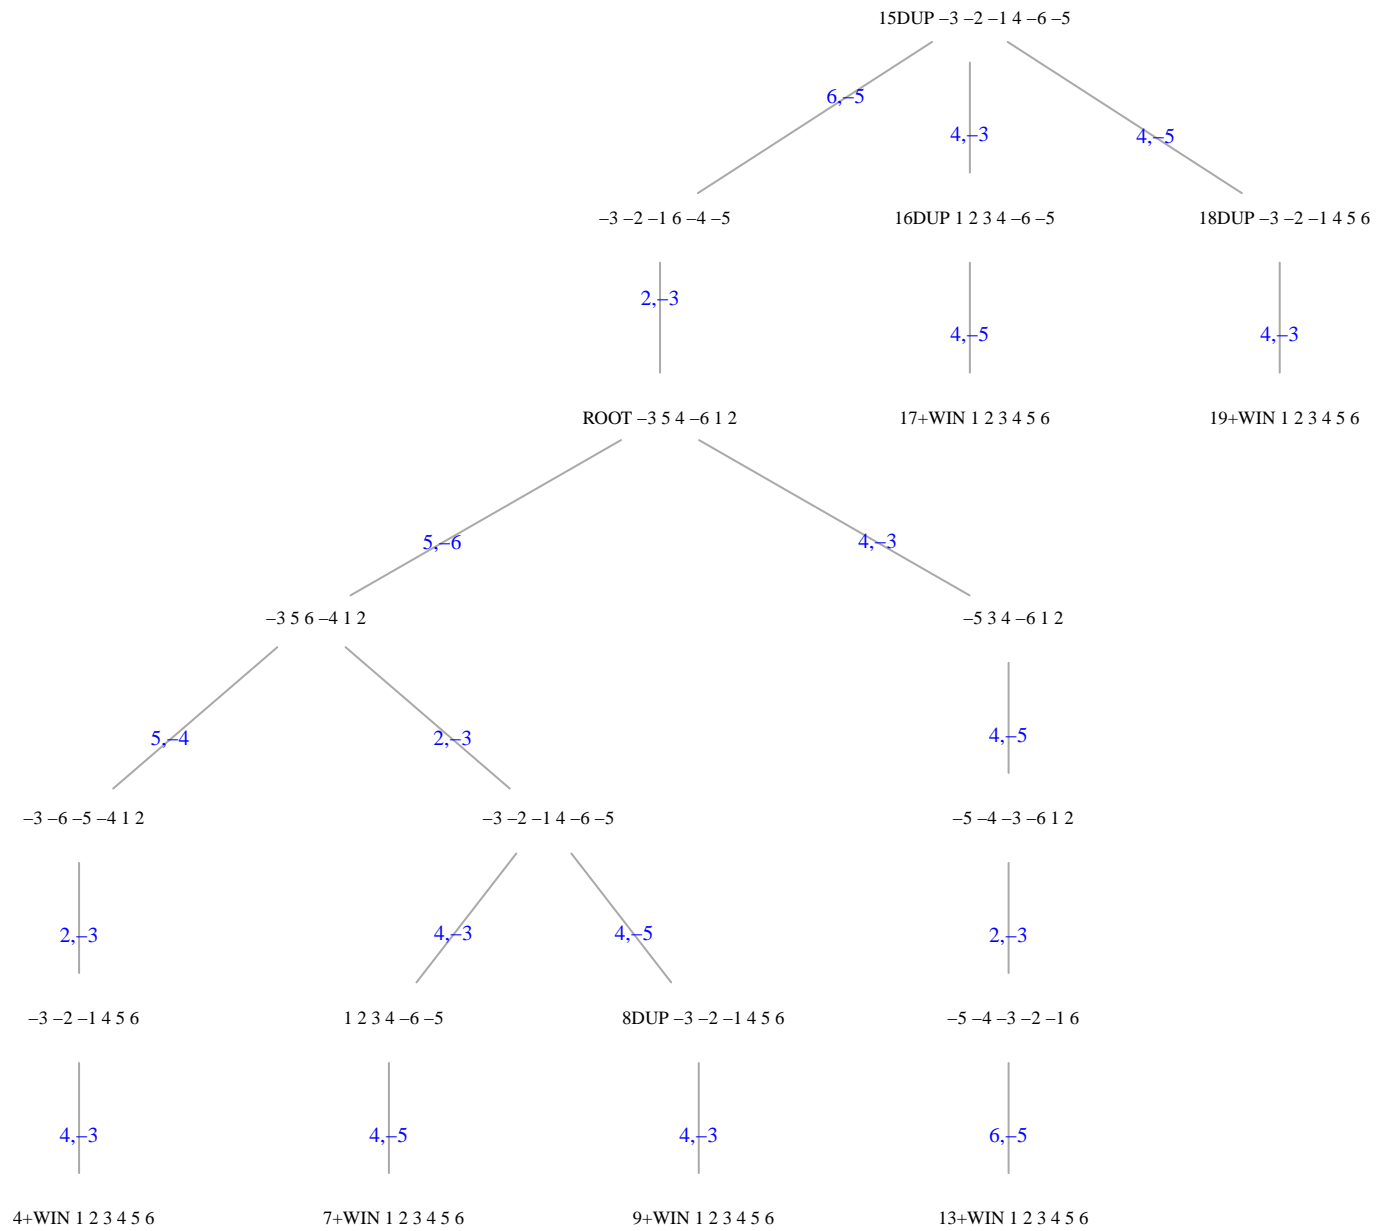 15DUP −3 −2 −1 4 −6 −5
6,−5
4,−3
4,−5
−3 −2 −1 6 −4 −5
16DUP 1 2 3 4 −6 −5
18DUP −3 −2 −1 4 5 6
2,−3
4,−5
4,−3
ROOT −3 5 4 −6 1 2
17+WIN 1 2 3 4 5 6
19+WIN 1 2 3 4 5 6
5,−6
4,−3
−3 5 6 −4 1 2
−5 3 4 −6 1 2
5,−4
2,−3
4,−5
−3 −6 −5 −4 1 2
−3 −2 −1 4 −6 −5
−5 −4 −3 −6 1 2
2,−3
4,−3
4,−5
2,−3
−3 −2 −1 4 5 6
1 2 3 4 −6 −5
8DUP −3 −2 −1 4 5 6
−5 −4 −3 −2 −1 6
4,−3
4,−5
4,−3
6,−5
4+WIN 1 2 3 4 5 6
7+WIN 1 2 3 4 5 6
9+WIN 1 2 3 4 5 6
13+WIN 1 2 3 4 5 6